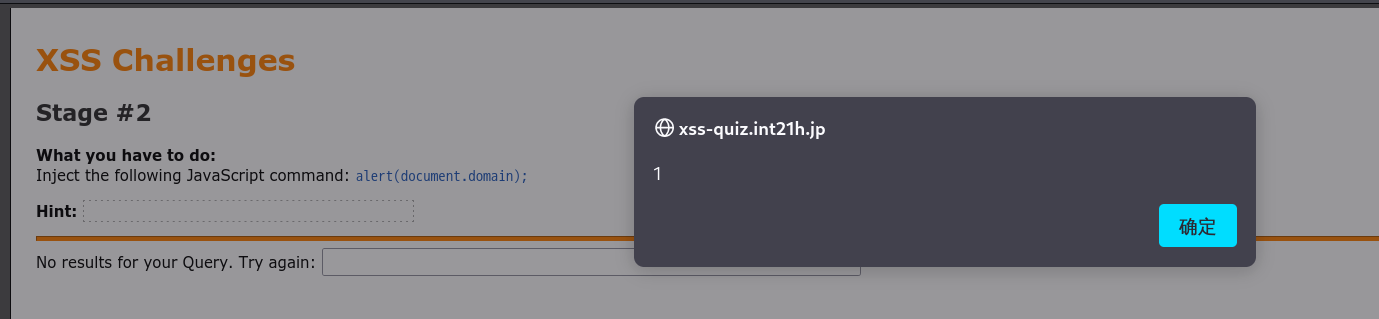 XSS Challenges
Stage #2
What you have to do:
Inject the following JavaScript command: alert(document.domain);
Hint:
No results for your Query. Try again:
xss-quiz.int21h.jp
1
确定